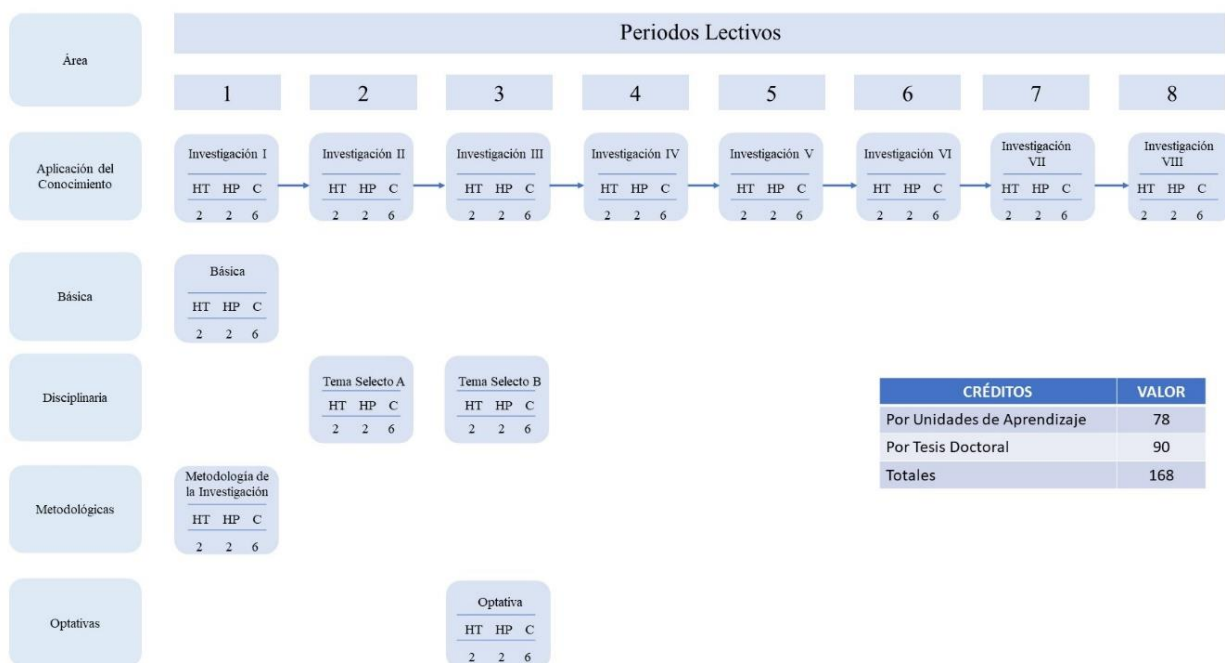 Área
Periodos Lectivos
1 2 3 4 5 6 7 8
Aplicación del
Conocimiento
Investigación I
HT HP C
2 2 6
Investigación II
HT HP C
2 2 6
Investigación III
HT HP C
2 2 6
Investigación IV
HT HP C
2 2 6
Investigación V
HT HP C
2 2 6
Investigación VI
HT HP C
2 2 6
Investigación
VII
HT HP C
2 2 6
Investigación
VIII
HT HP C
2 2 6
Básica
Básica
HT HP C
2 2 6
Disciplinaria
Tema Selecto A
HT HP C
2 2 6
Tema Selecto B
HT HP C
2 2 6
CRÉDITOS VALOR
Por Unidades de Aprendizaje 78
Por Tesis Doctoral 90
Totales 168
Metodológicas
Metodología de
la Investigación
HT HP C
2 2 6
Optativas
Optativa
HT HP C
2 2 6